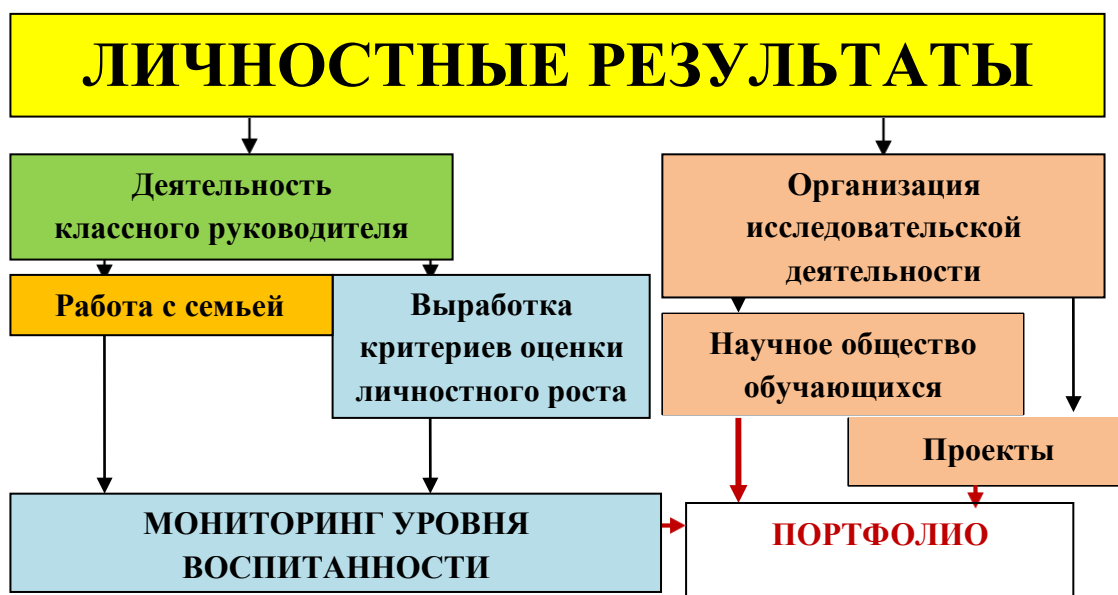 ЛИЧНОСТНЫЕ РЕЗУЛЬТАТЫ
Деятельность
классного руководителя
Организация
исследовательской
деятельности
Работа с семьей
Выработка
критериев оценки
личностного роста
Научное общество
обучающихся
Проекты
МОНИТОРИНГ УРОВНЯ
ВОСПИТАННОСТИ
ПОРТФОЛИО